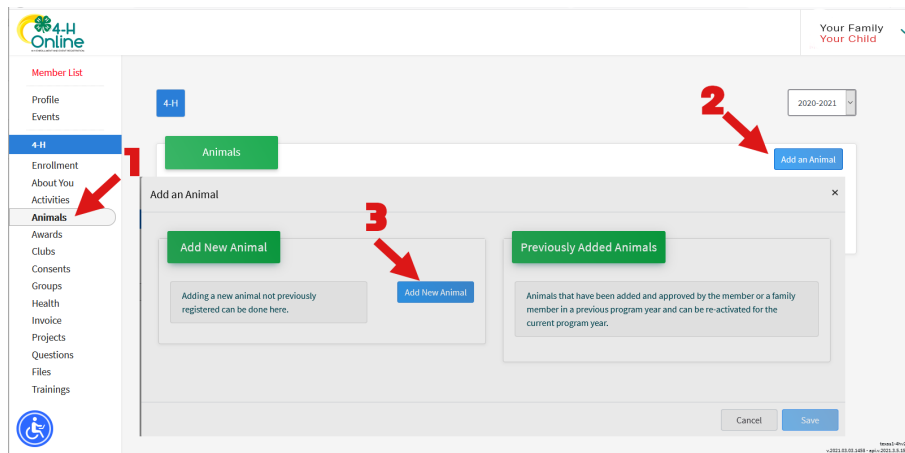 4-H
Online
Your Family
Your Child
Member List
Profile
Events
4-H
Enrollment
About You
Activities
Animals
Awards
Clubs
Consents
Groups
Health
Invoice
Projects
Questions
Files
Trainings
4-H
2020-2021
1
2
3
Animals
Add an Animal
Add an Animal
×
Add New Animal
Adding a new animal not previously
registered can be done here.
Add New Animal
Previously Added Animals
Animals that have been added and approved by the member or a family
member in a previous program year and can be re-activated for the
current program year.
Cancel
Save